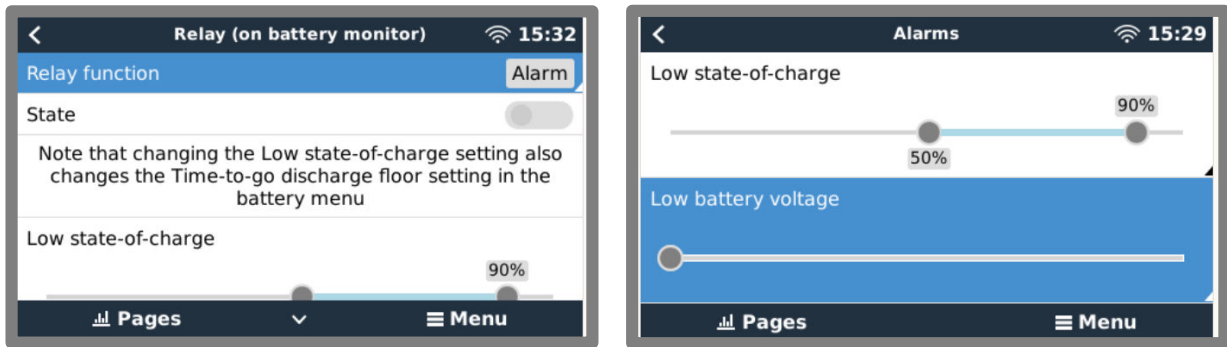 Relay (on battery monitor) 15:32
Relay function Alarm
State
Note that changing the Low state-of-charge setting also
changes the Time-to-go discharge floor setting in the
battery menu
Low state-of-charge
90%
Pages Menu
Alarms 15:29
Low state-of-charge
90%
50%
Low battery voltage
Pages Menu